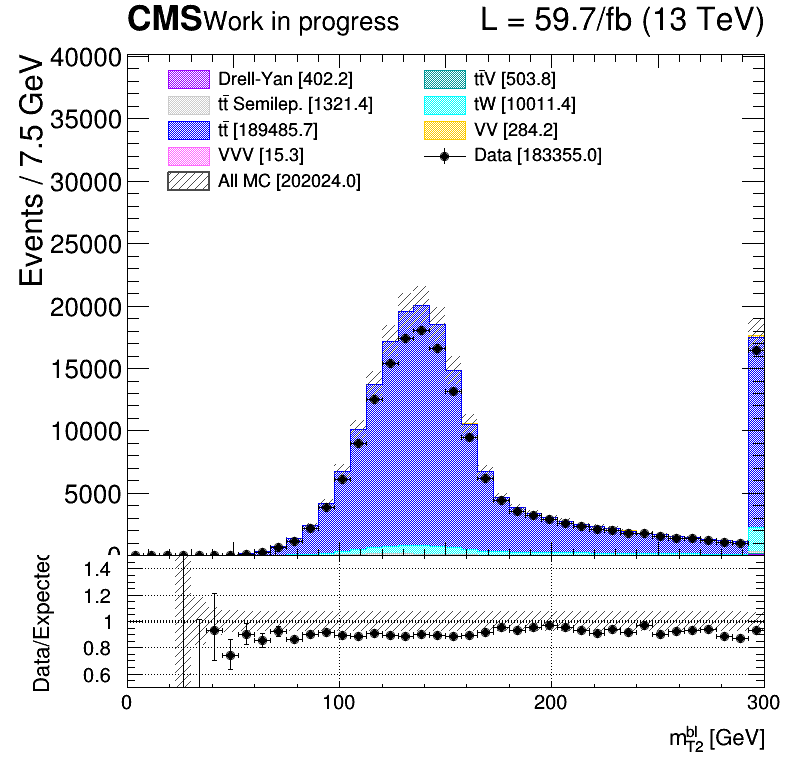 CMS Work in progress L = 59.7/fb (13 TeV)
Events / 7.5 GeV
40000
35000
30000
25000
20000
15000
10000
5000
0
Drell-Yan [402.2]
tt̄ Semilep. [1321.4]
tt̄ [189485.7]
VVV [15.3]
All MC [202024.0]
tt̄V [503.8]
tW [10011.4]
VV [284.2]
Data [183355.0]
Data/Expected
1.4
1.2
1
0.8
0.6
0 100 200 300
m_{T2}^{bl} [GeV]